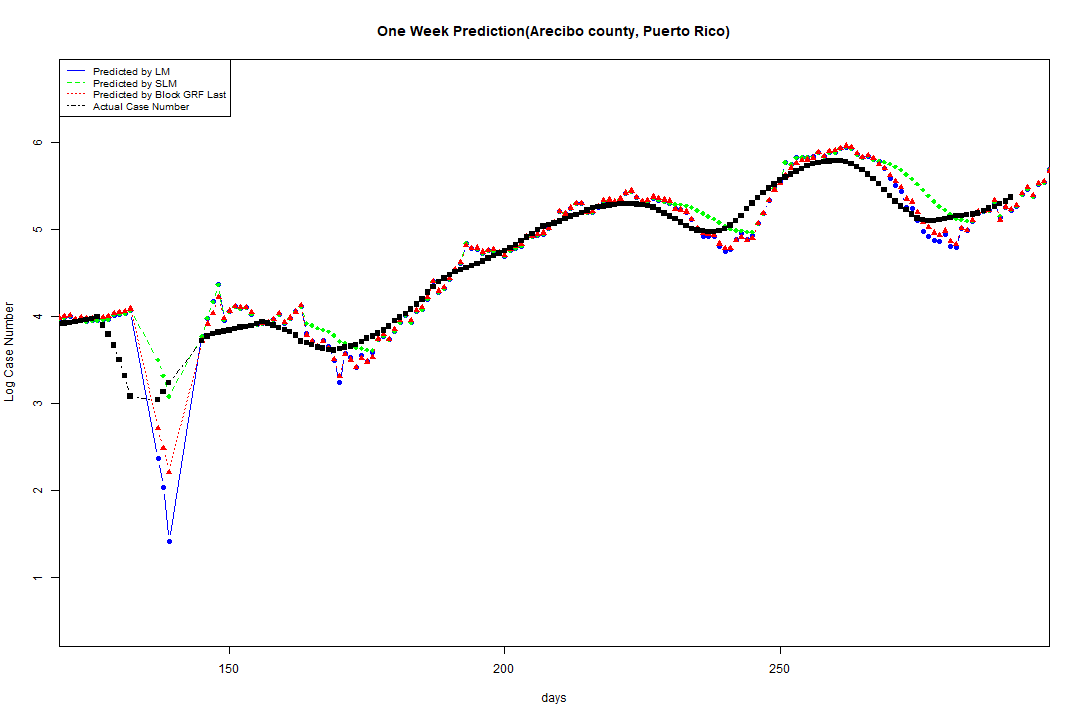 One Week Prediction(Arecibo county, Puerto Rico)
Predicted by LM
Predicted by SLM
Predicted by Block GRF Last
Actual Case Number
Log Case Number
6
5
4
3
2
1
150 200 250
days